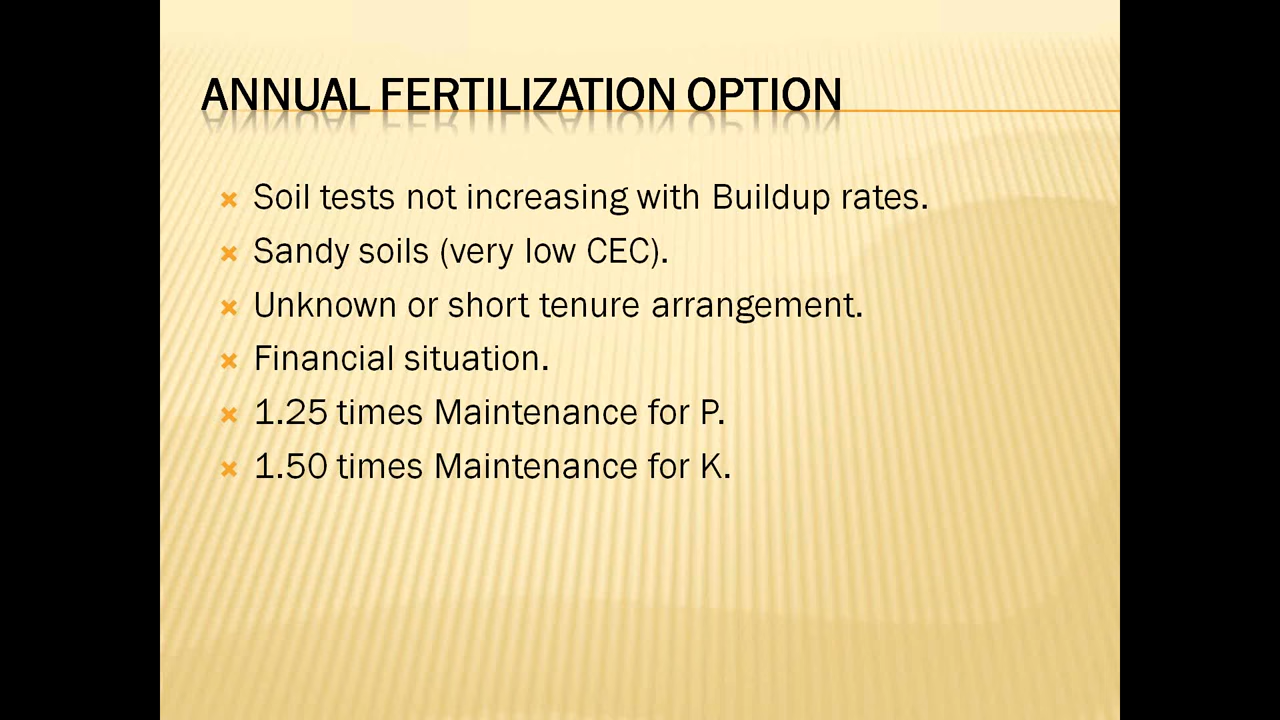 ANNUAL FERTILIZATION OPTION
Soil tests not increasing with Buildup rates.
Sandy soils (very low CEC).
Unknown or short tenure arrangement.
Financial situation.
1.25 times Maintenance for P.
1.50 times Maintenance for K.